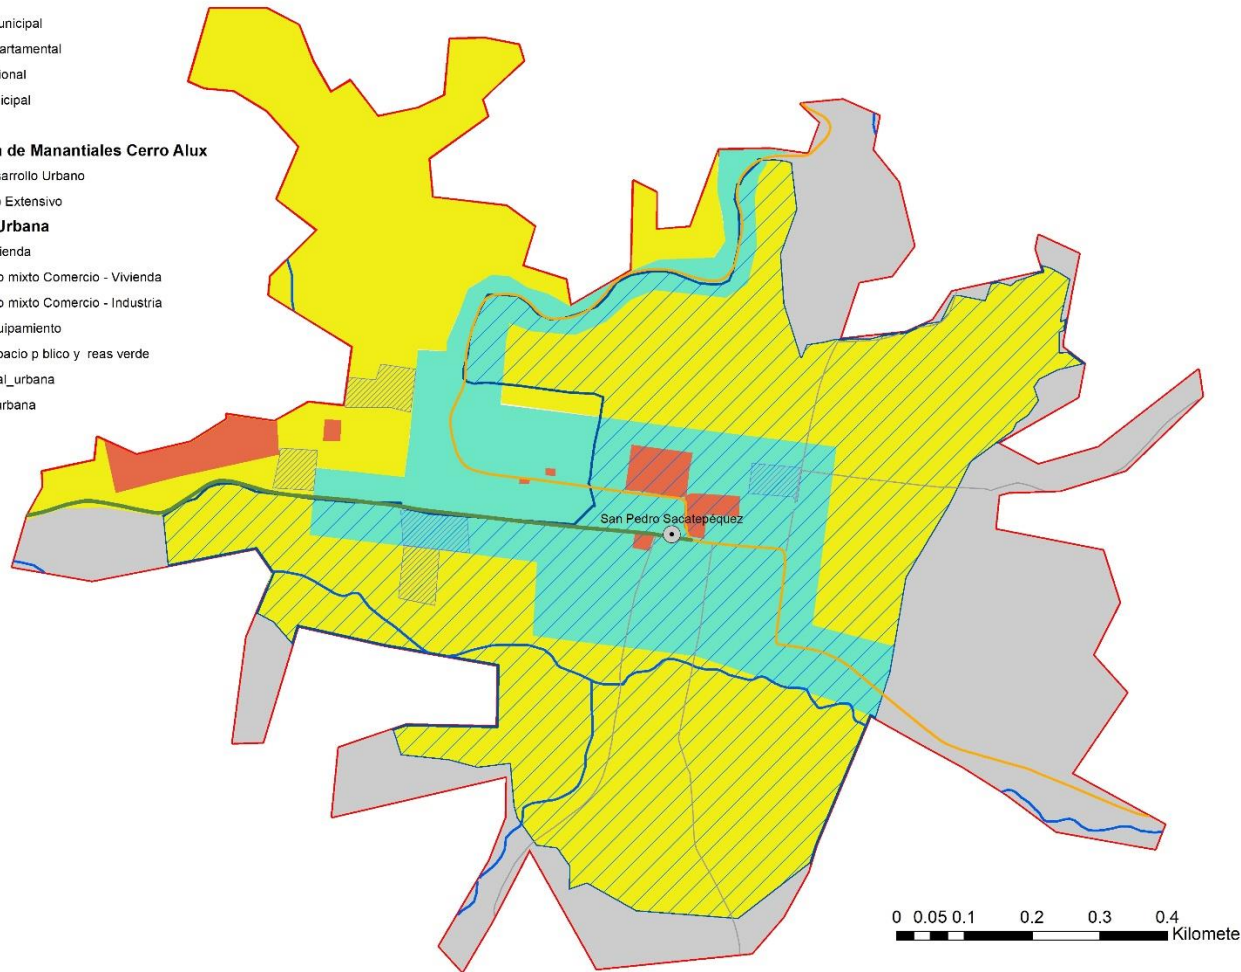 unicipal
artamental
ional
icipal
n de Manantiales Cerro Alux
sarrollo Urbano
o Extensivo
Urbana
ienda
o mixto Comercio - Vivienda
o mixto Comercio - Industria
uipamiento
pacio p blico y  reas verde
al_urbana
urbana
San Pedro Sacatepéquez
0 0.05 0.1 0.2 0.3 0.4
Kilomete